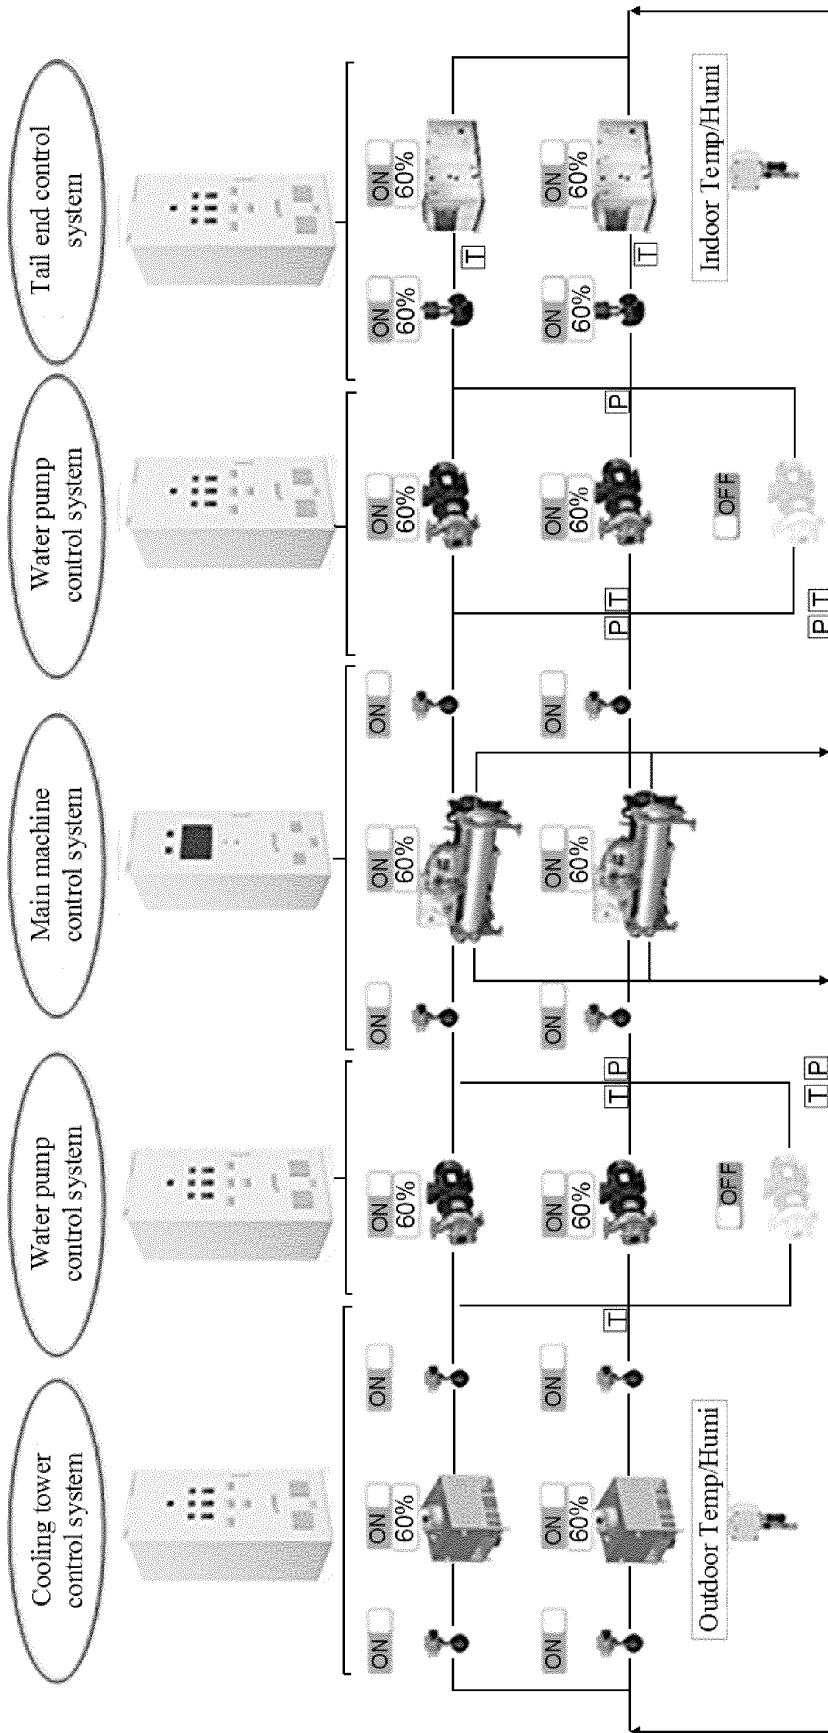 Cooling tower
control system
Water pump
control system
Main machine
control system
Water pump
control system
Tail end control
system
ON
ON
60%
ON
ON
60%
ON
ON
60%
ON
ON
60%
ON
60%
ON
60%
T
ON
ON
60%
ON
ON
60%
ON
ON
60%
ON
ON
60%
ON
60%
ON
60%
T
T P
P T
P
T
Outdoor Temp/Humi
OFF
OFF
Indoor Temp/Humi
T P
P T